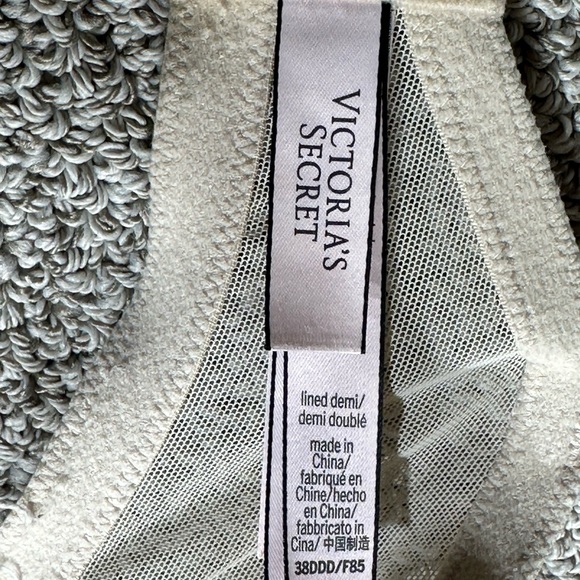 VICTORIA'S
SECRET
lined demi/
demi doublé
made in
China/
fabriqué en
Chine/hecho
en China/
fabbricato in
Cina/ 中国制造
38DDD/F85